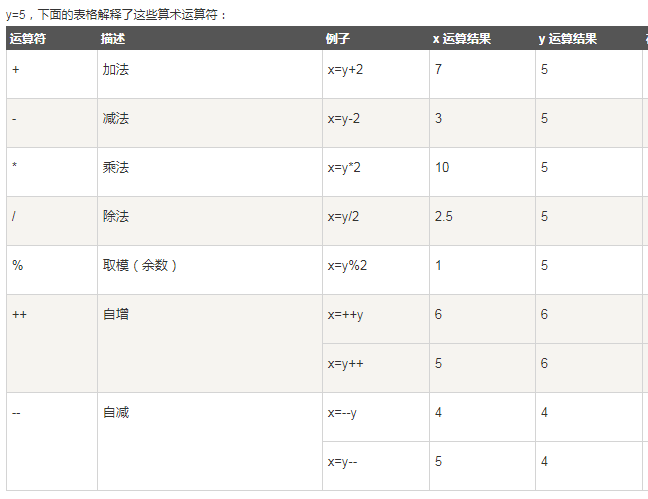 y=5，下面的表格解释了这些算术运算符：
运算符 描述 例子 x 运算结果 y 运算结果
+ 加法 x=y+2 7 5
- 减法 x=y-2 3 5
* 乘法 x=y*2 10 5
/ 除法 x=y/2 2.5 5
% 取模（余数） x=y%2 1 5
++ 自增 x=++y 6 6
x=y++ 5 6
-- 自减 x=--y 4 4
x=y-- 5 4